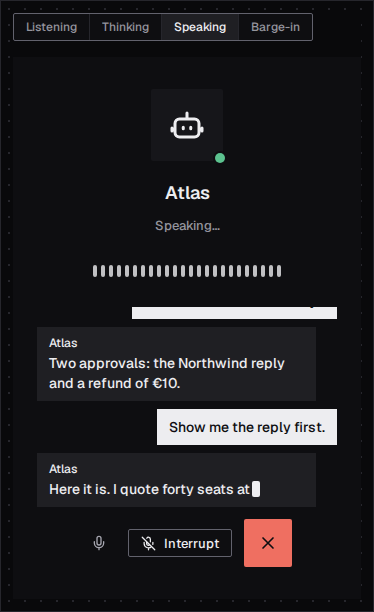 Listening Thinking Speaking Barge-in
Atlas
Speaking...
Atlas
Two approvals: the Northwind reply
and a refund of €10.
Show me the reply first.
Atlas
Here it is. I quote forty seats at
Interrupt